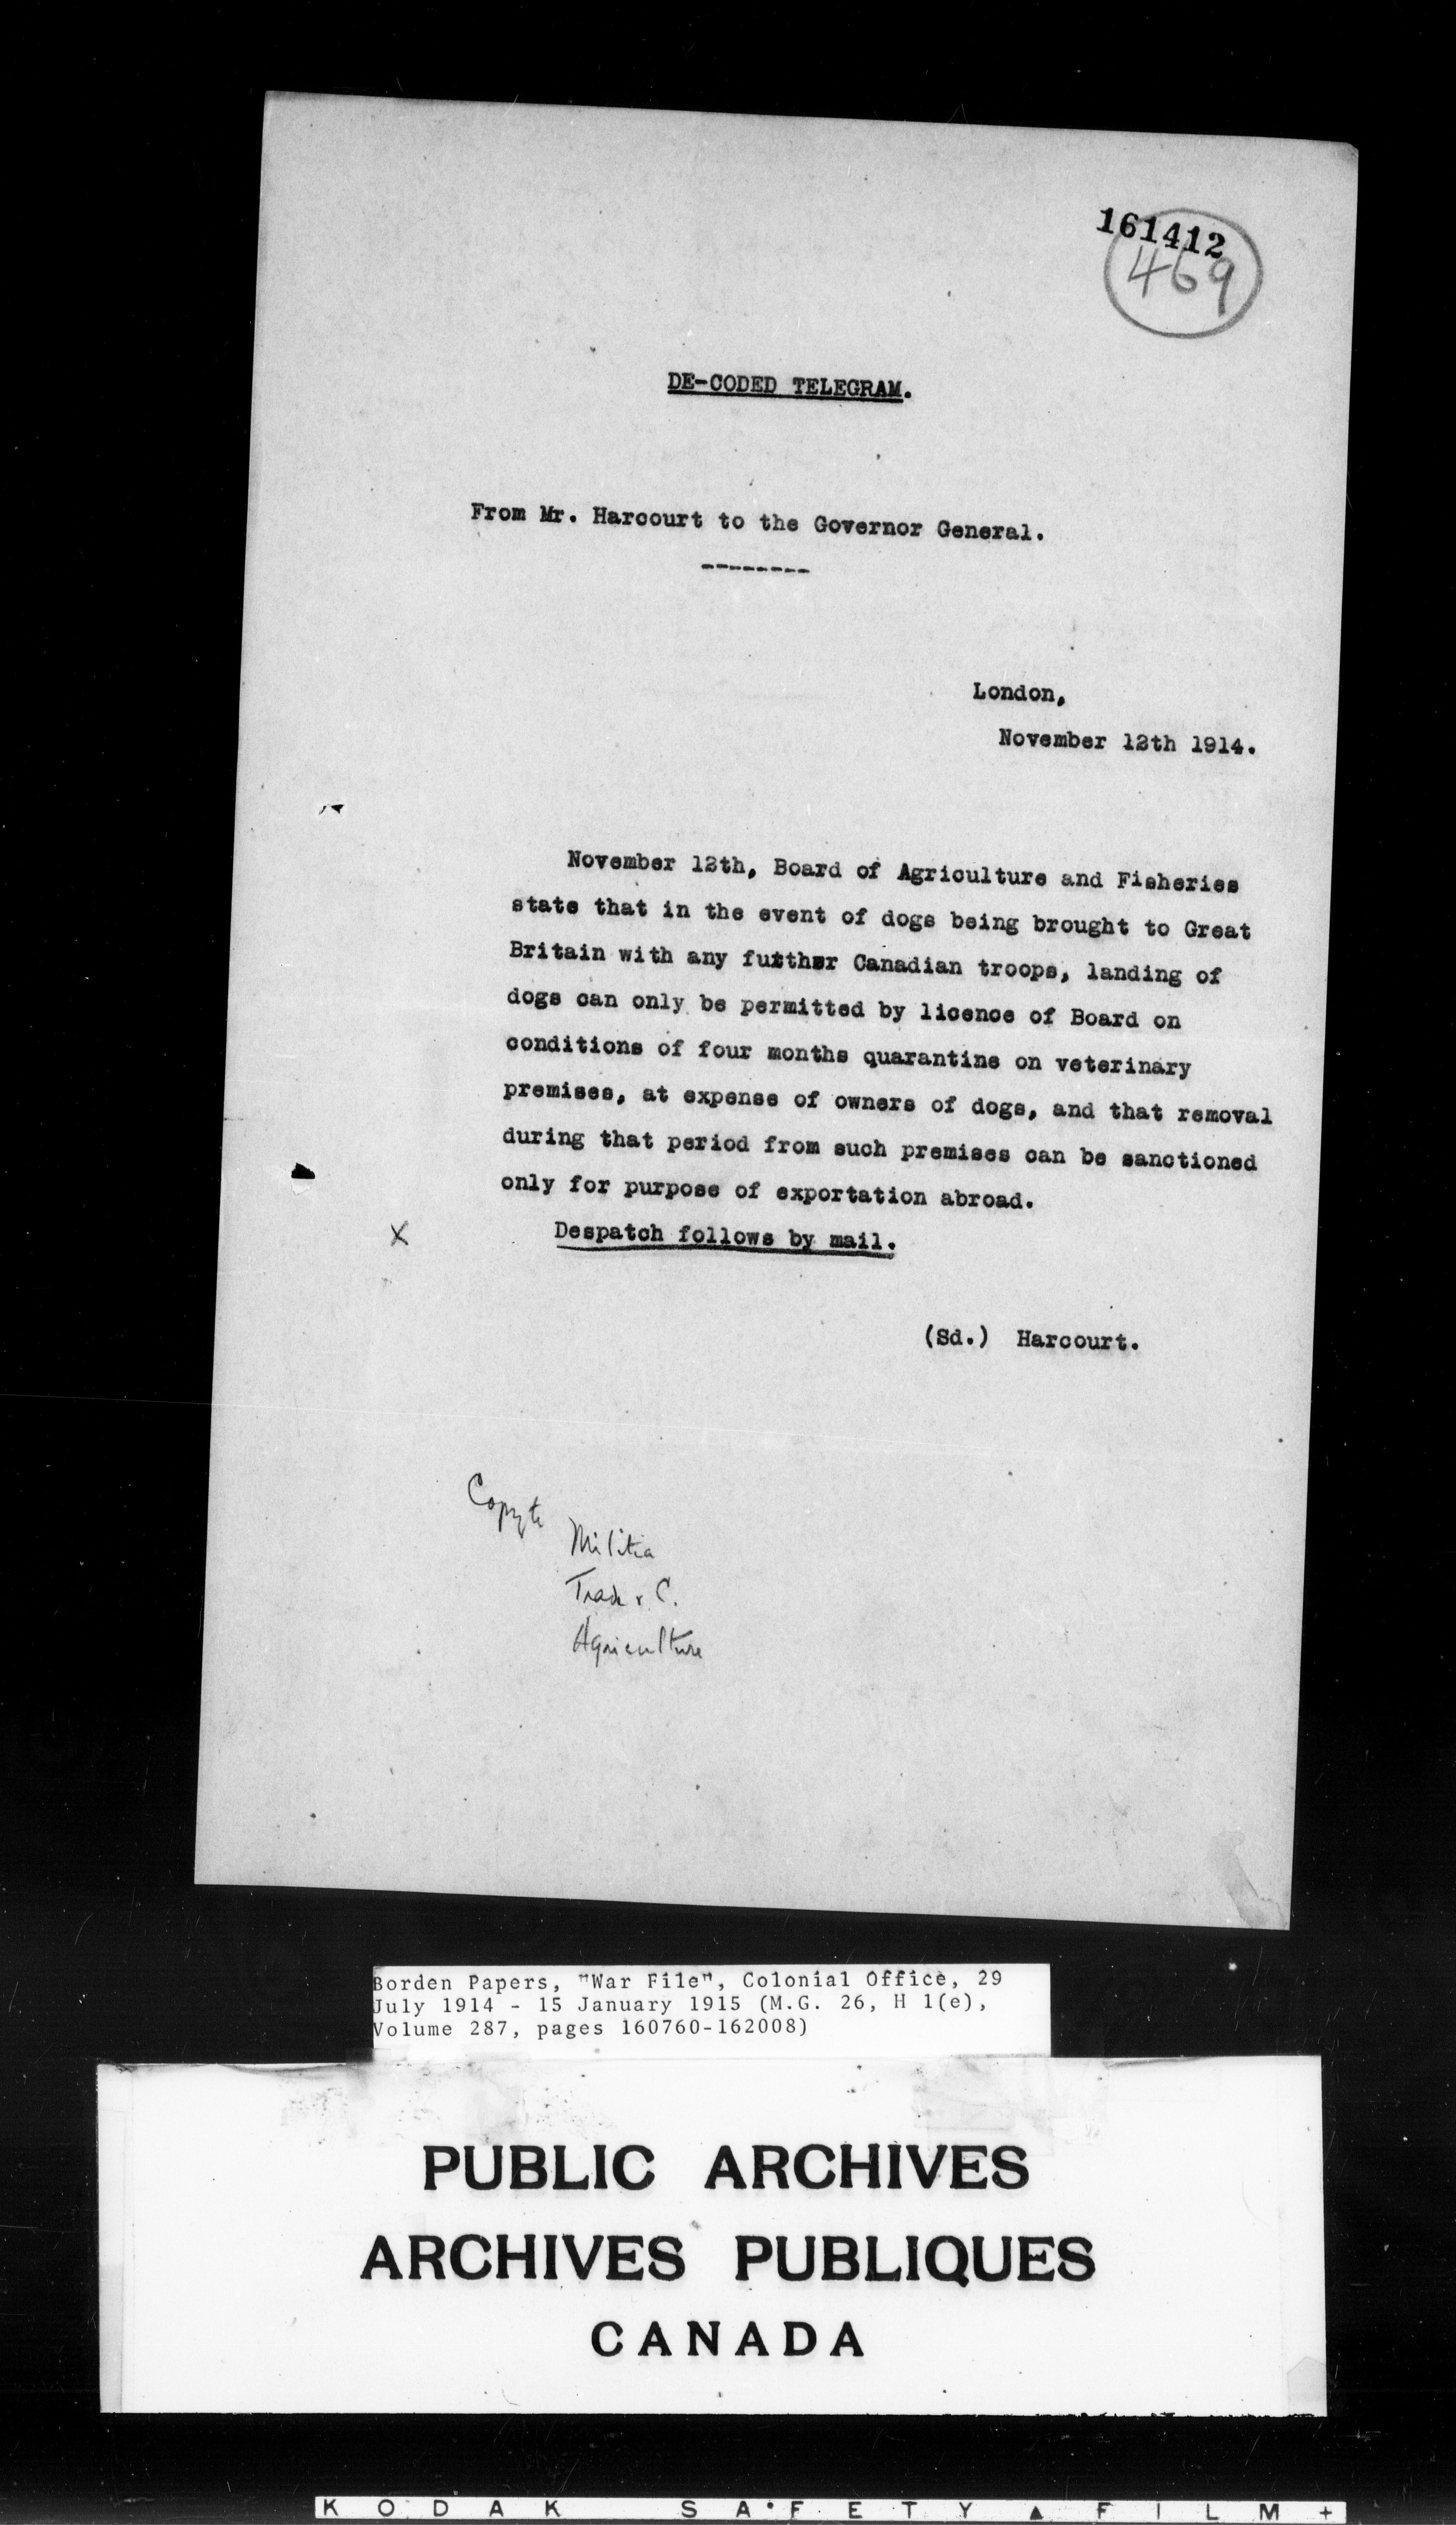 161412
469
DE-CODED TELEGRAM.
From Mr. Harcourt to the Governor General.
--------
London,
November 12th 1914.
November 12th, Board of Agriculture and Fisheries
state that in the event of dogs being brought to Great
Britain with any further Canadian troops, landing of
dogs can only be permitted by licence of Board on
conditions of four months quarantine on veterinary
premises, at expense of owners of dogs, and that removal
during that period from such premises can be sanctioned
only for purpose of exportation abroad.
X Despatch follows by mail.
(Sd.) Harcourt.
Copy to
Militia
Trade & C.
Agriculture
Borden Papers, "War File", Colonial Office, 29
July 1914 - 15 January 1915 (M.G. 26, H 1(e),
Volume 287, pages 160760-162008)
PUBLIC ARCHIVES
ARCHIVES PUBLIQUES
CANADA
KODAK SAFETY ▲ FILM +